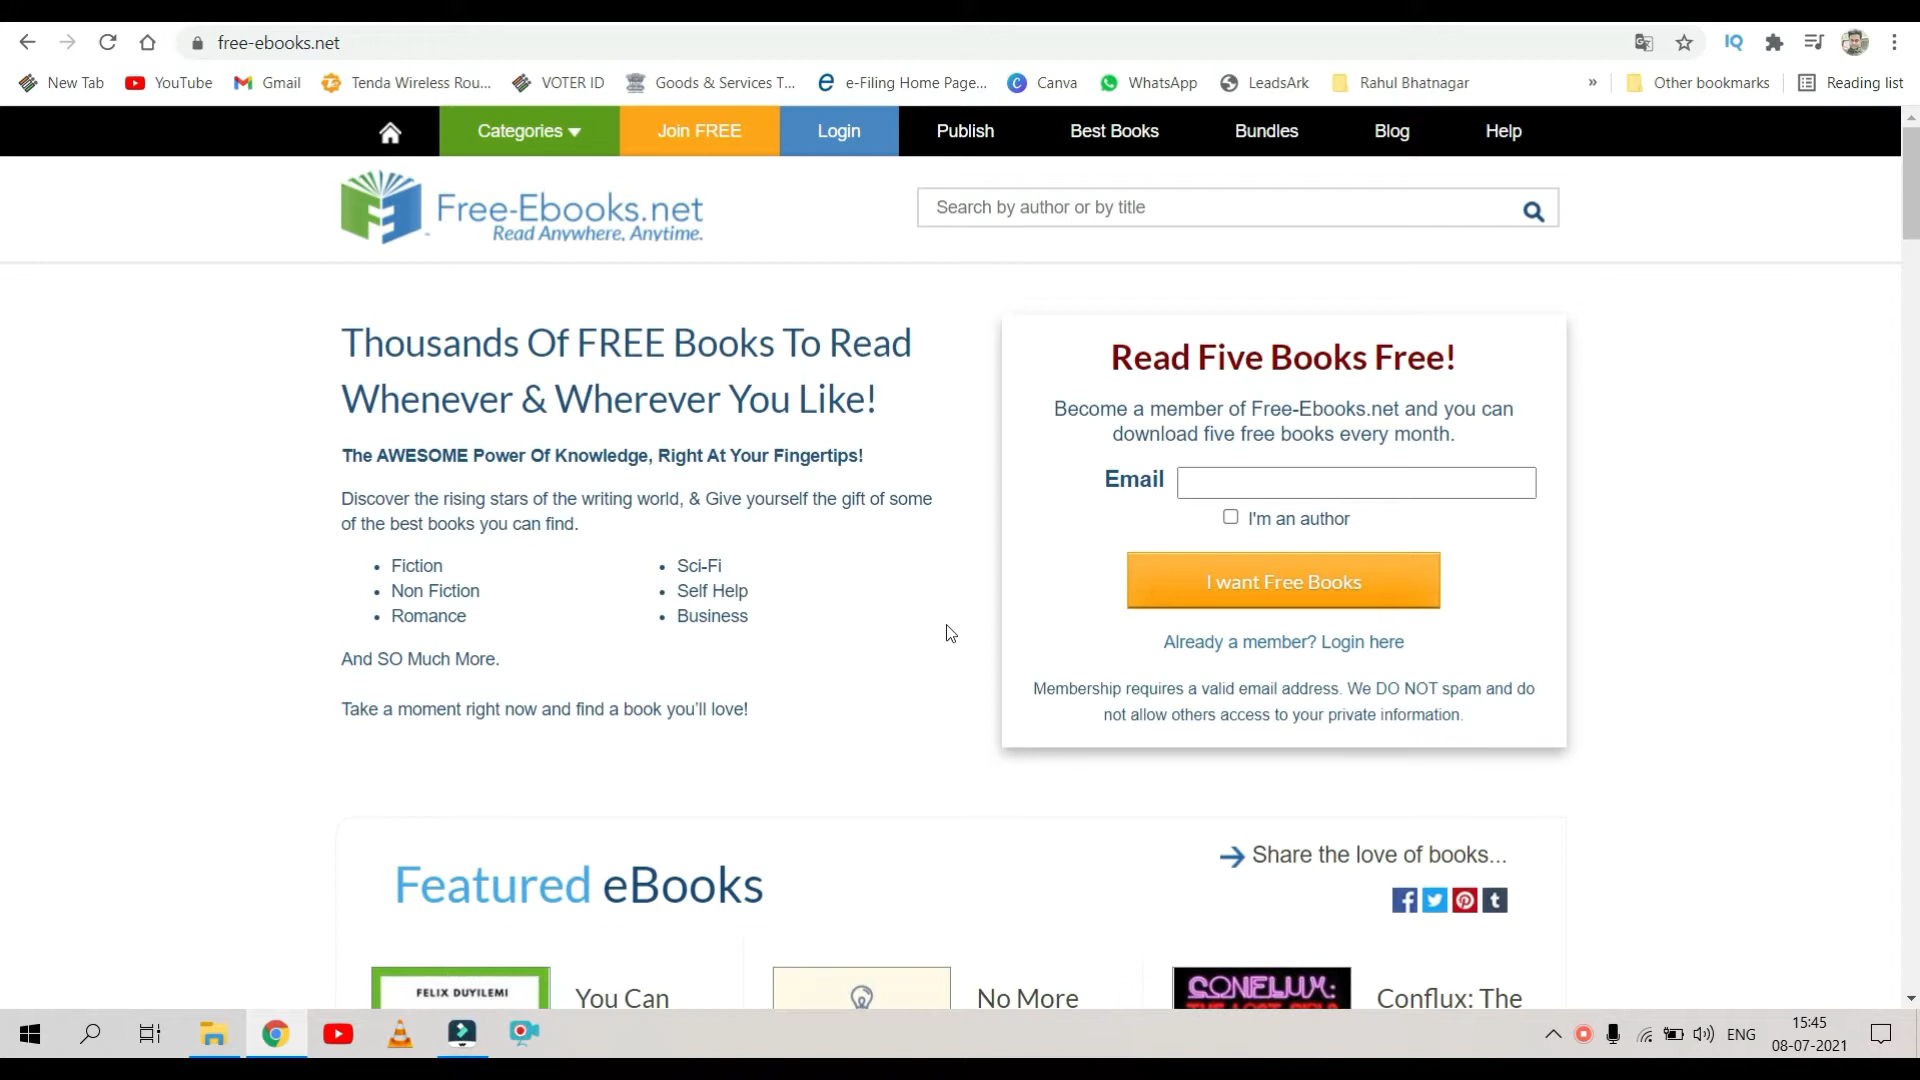 free-ebooks.net
IQ
New Tab YouTube Gmail Tenda Wireless Rou... VOTER ID Goods & Services T... e-Filing Home Page... Canva WhatsApp LeadsArk Rahul Bhatnagar » Other bookmarks Reading list
Categories Join FREE Login Publish Best Books Bundles Blog Help
Free-Ebooks.net
Read Anywhere, Anytime.
Search by author or by title
Thousands Of FREE Books To Read
Whenever & Wherever You Like!
The AWESOME Power Of Knowledge, Right At Your Fingertips!
Discover the rising stars of the writing world, & Give yourself the gift of some
of the best books you can find.
• Fiction
• Non Fiction
• Romance
• Sci-Fi
• Self Help
• Business
And SO Much More.
Take a moment right now and find a book you'll love!
Read Five Books Free!
Become a member of Free-Ebooks.net and you can
download five free books every month.
Email
I'm an author
I want Free Books
Already a member? Login here
Membership requires a valid email address. We DO NOT spam and do
not allow others access to your private information.
Featured eBooks
Share the love of books...
FELIX DUYILEMI
You Can
No More
CONFLUX:
THE LOST GIRLS
Conflux: The
ENG
15:45
08-07-2021